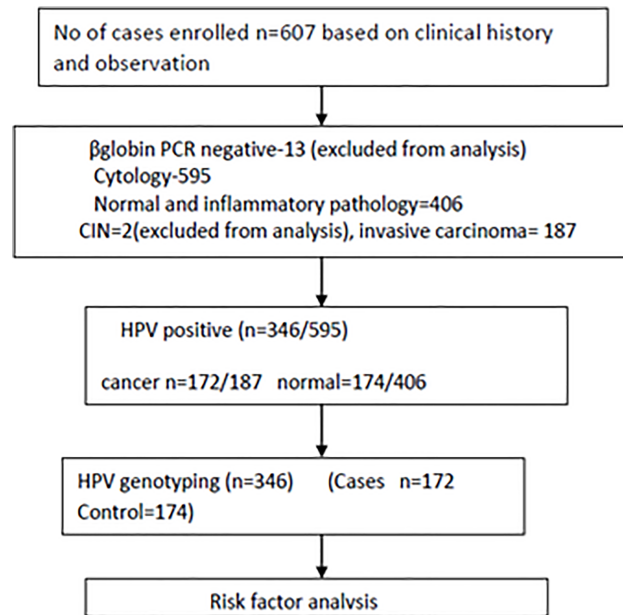 No of cases enrolled n=607 based on clinical history
and observation
βglobin PCR negative-13 (excluded from analysis)
Cytology-595
Normal and inflammatory pathology=406
CIN=2(excluded from analysis), invasive carcinoma= 187
HPV positive (n=346/595)
cancer n=172/187 normal=174/406
HPV genotyping (n=346) (Cases n=172
Control=174)
Risk factor analysis